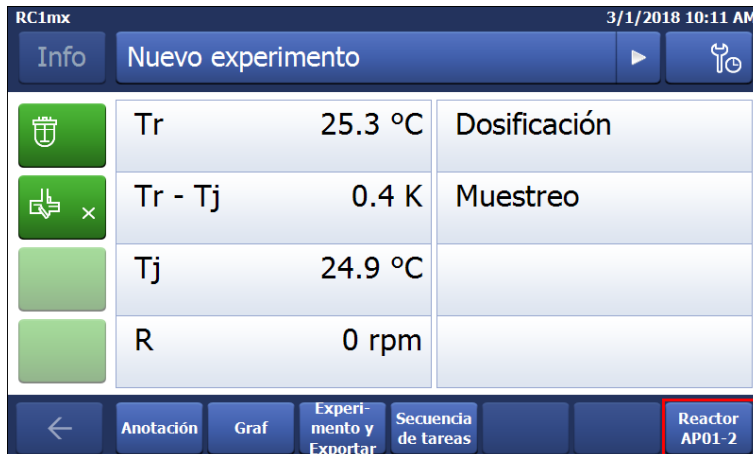 RC1mx
3/1/2018 10:11 AM
Info
Nuevo experimento
Tr
25.3 °C
Dosificación
Tr - Tj
0.4 K
Muestreo
Tj
24.9 °C
R
0 rpm
Anotación
Graf
Experi-
mento y
Exportar
Secuencia
de tareas
Reactor
AP01-2